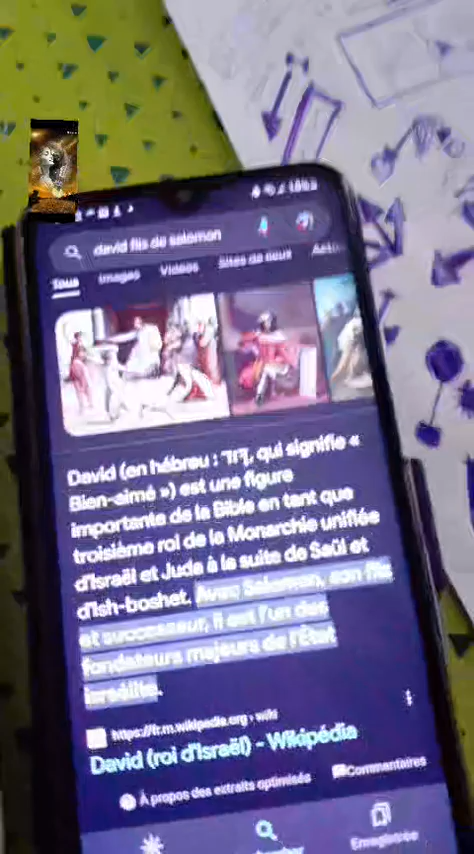 david fils de salomon
Tous Images Vidéos Sites de
David (en hébreu : דוד, qui signifie «
Bien-aimé ») est une figure
importante de la Bible en tant que
troisième roi de la Monarchie unifiée
d'Israël et Juda à la suite de Saül et
d'Ish-boshet. Avec Salomon, son fils
et successeur, il est l'un des
fondateurs majeurs de l'État
israélite.
https://fr.m.wikipedia.org › wiki
David (roi d'Israël) - Wikipédia
À propos des extraits optimisés Commentaires